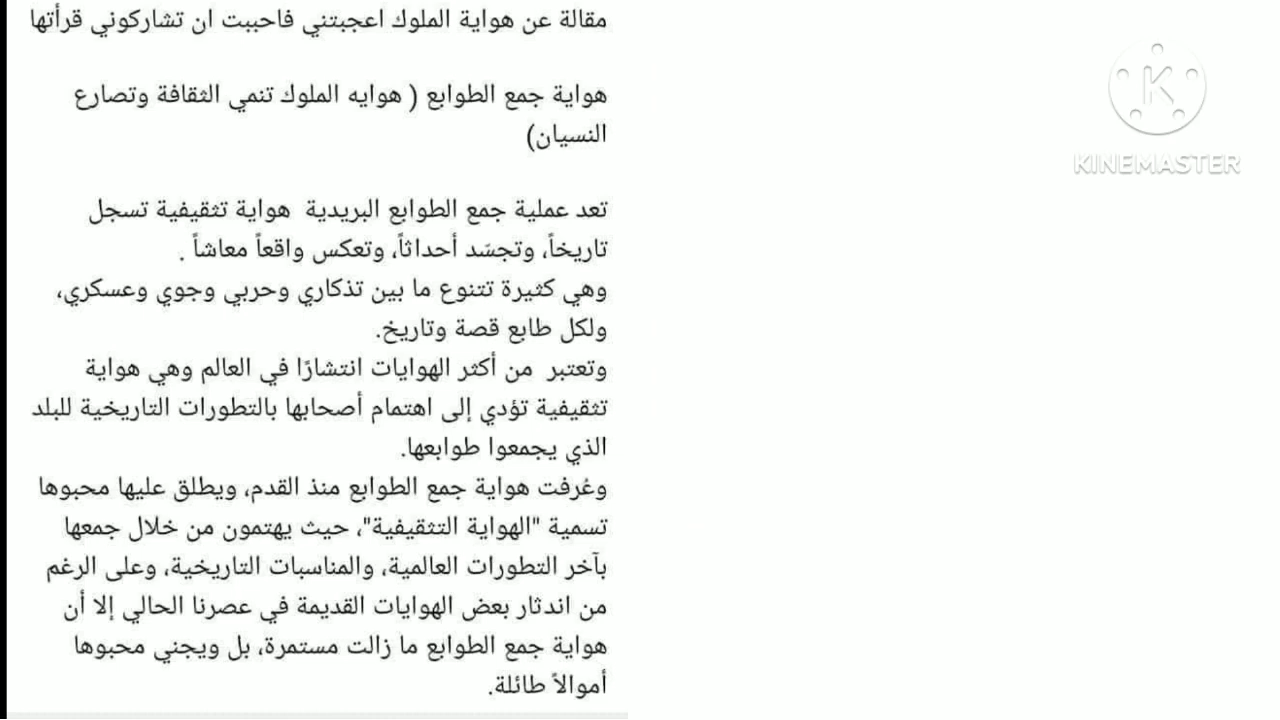 مقالة عن هواية الملوك اعجبتني فاحببت ان تشاركوني قرأتها
هواية جمع الطوابع ( هوايه الملوك تنمي الثقافة وتصارع
النسيان)
تعد عملية جمع الطوابع البريدية هواية تثقيفية تسجل
تاريخاً، وتجسّد أحداثاً، وتعكس واقعاً معاشاً .
وهي كثيرة تتنوع ما بين تذكاري وحربي وجوي وعسكري،
ولكل طابع قصة وتاريخ.
وتعتبر من أكثر الهوايات انتشارًا في العالم وهي هواية
تثقيفية تؤدي إلى اهتمام أصحابها بالتطورات التاريخية للبلد
الذي يجمعوا طوابعها.
وعُرفت هواية جمع الطوابع منذ القدم، ويطلق عليها محبوها
تسمية "الهواية التثقيفية"، حيث يهتمون من خلال جمعها
بآخر التطورات العالمية، والمناسبات التاريخية، وعلى الرغم
من اندثار بعض الهوايات القديمة في عصرنا الحالي إلا أن
هواية جمع الطوابع ما زالت مستمرة، بل ويجني محبوها
أموالاً طائلة.
K
KINEMASTER